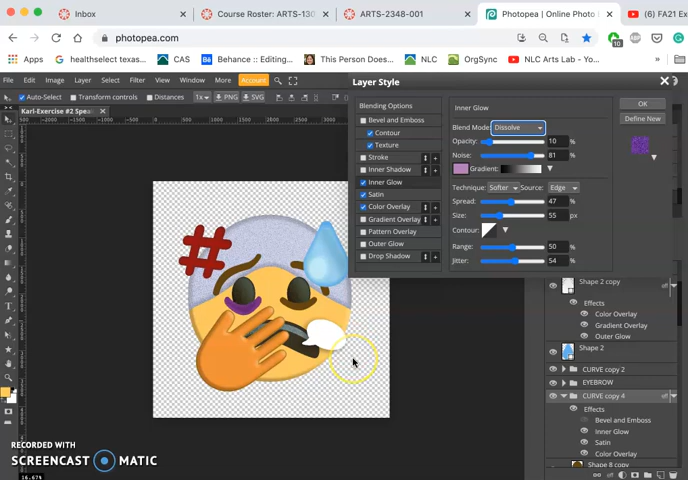 Inbox
Course Roster: ARTS-130
ARTS-2348-001
Photopea | Online Photo
(6) FA21 E
photopea.com
10
Apps
healthselect texas...
CAS
Behance :: Editing...
This Person Does...
NLC
OrgSync
NLC Arts Lab - Yo...
File Edit Image Layer Select Filter View Window More Account
Auto-Select Transform controls Distances 1x PNG SVG
Karl-Exercise #2 Spea
Layer Style
Blending Options
Bevel and Emboss
Contour
Texture
Stroke
Inner Shadow
Inner Glow
Satin
Color Overlay
Gradient Overlay
Pattern Overlay
Outer Glow
Drop Shadow
Inner Glow
Blend Mode: Dissolve
Opacity: 10 %
Noise: 81 %
Gradient:
Technique: Softer Source: Edge
Spread: 47 %
Size: 55 px
Contour:
Range: 50 %
Jitter: 54 %
OK
Define New
Shape 2 copy
Effects
Color Overlay
Gradient Overlay
Outer Glow
Shape 2
CURVE copy 2
EYEBROW
CURVE copy 4
Effects
Bevel and Emboss
Inner Glow
Satin
Color Overlay
Shape 8 copy
RECORDED WITH
SCREENCAST MATIC
16.67%